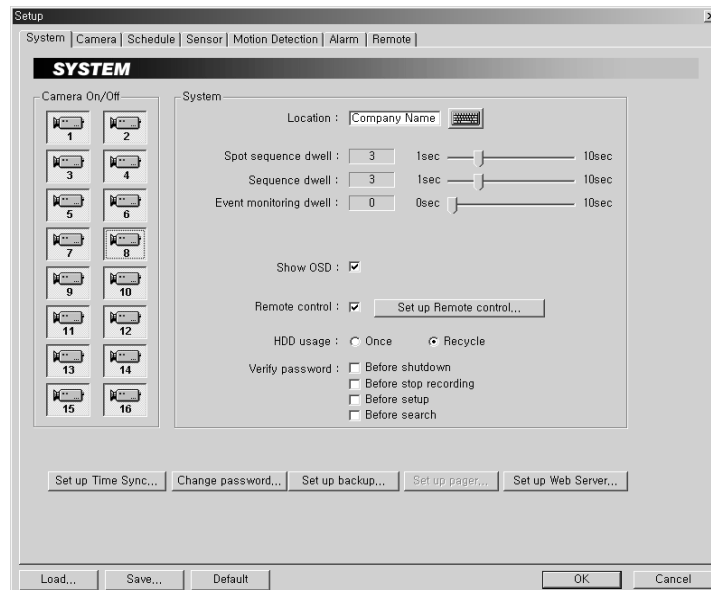 Setup
System Camera Schedule Sensor Motion Detection Alarm Remote
SYSTEM
Camera On/Off
1 2
3 4
5 6
7 8
9 10
11 12
13 14
15 16
System
Location : Company Name
Spot sequence dwell : 3 1sec 10sec
Sequence dwell : 3 1sec 10sec
Event monitoring dwell : 0 0sec 10sec
Show OSD :
Remote control : Set up Remote control,,,
HDD usage : Once Recycle
Verify password : Before shutdown
Before stop recording
Before setup
Before search
Set up Time Sync,,, Change password,,, Set up backup,,, Set up pager,,, Set up Web Server,,,
Load,,, Save,,, Default OK Cancel